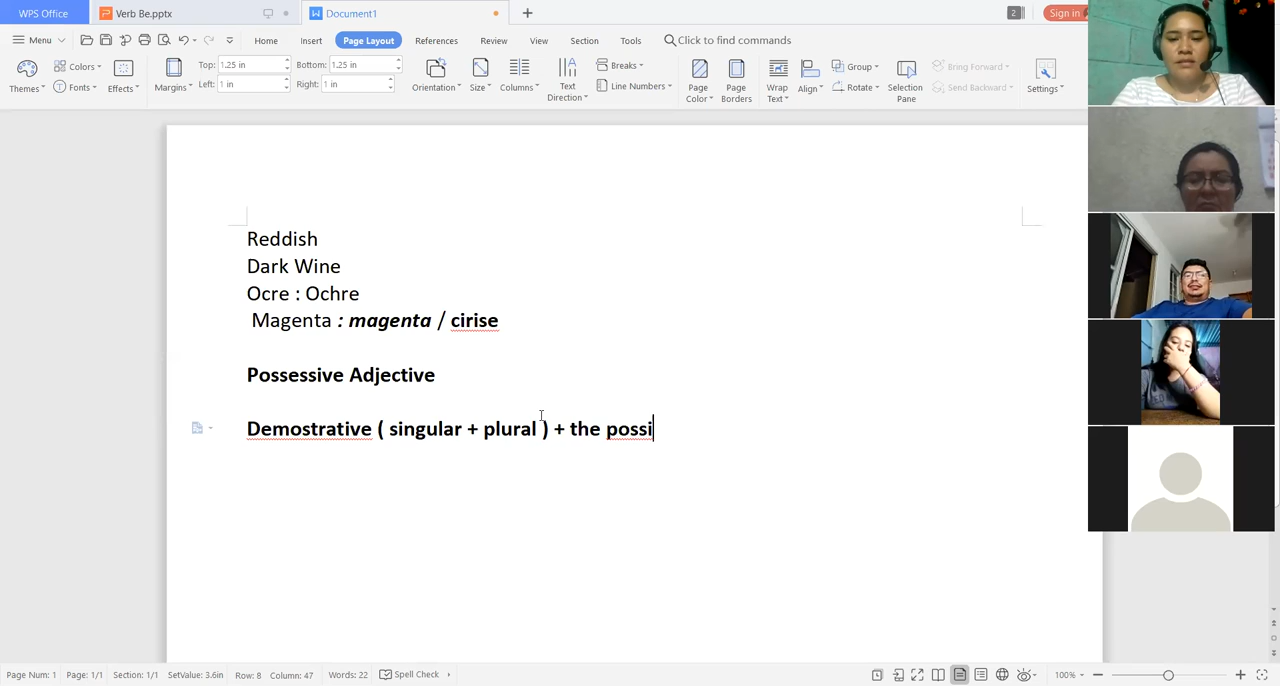 WPS Office Verb Be.pptx Document1 2 Sign in
Menu Home Insert Page Layout References Review View Section Tools Click to find commands
Themes Colors Fonts Effects Margins Top: 1.25 in Bottom: 1.25 in Left: 1 in Right: 1 in Orientation Size Columns Text Direction Breaks Line Numbers Page Color Page Borders Wrap Text Align Group Rotate Selection Pane Bring Forward Send Backward Settings
Reddish
Dark Wine
Ocre : Ochre
Magenta : magenta / cirise
Possessive Adjective
Demostrative ( singular + plural ) + the possi
Page Num: 1 Page: 1/1 Section: 1/1 SetValue: 3.6in Row: 8 Column: 47 Words: 22 Spell Check 100%